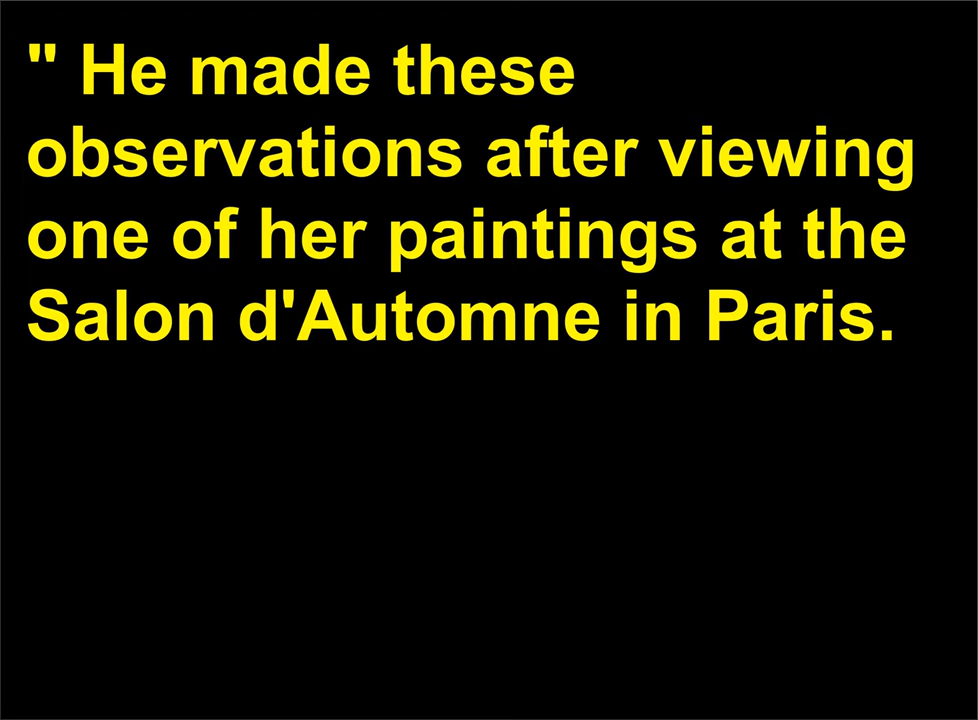 " He made these
observations after viewing
one of her paintings at the
Salon d'Automne in Paris.